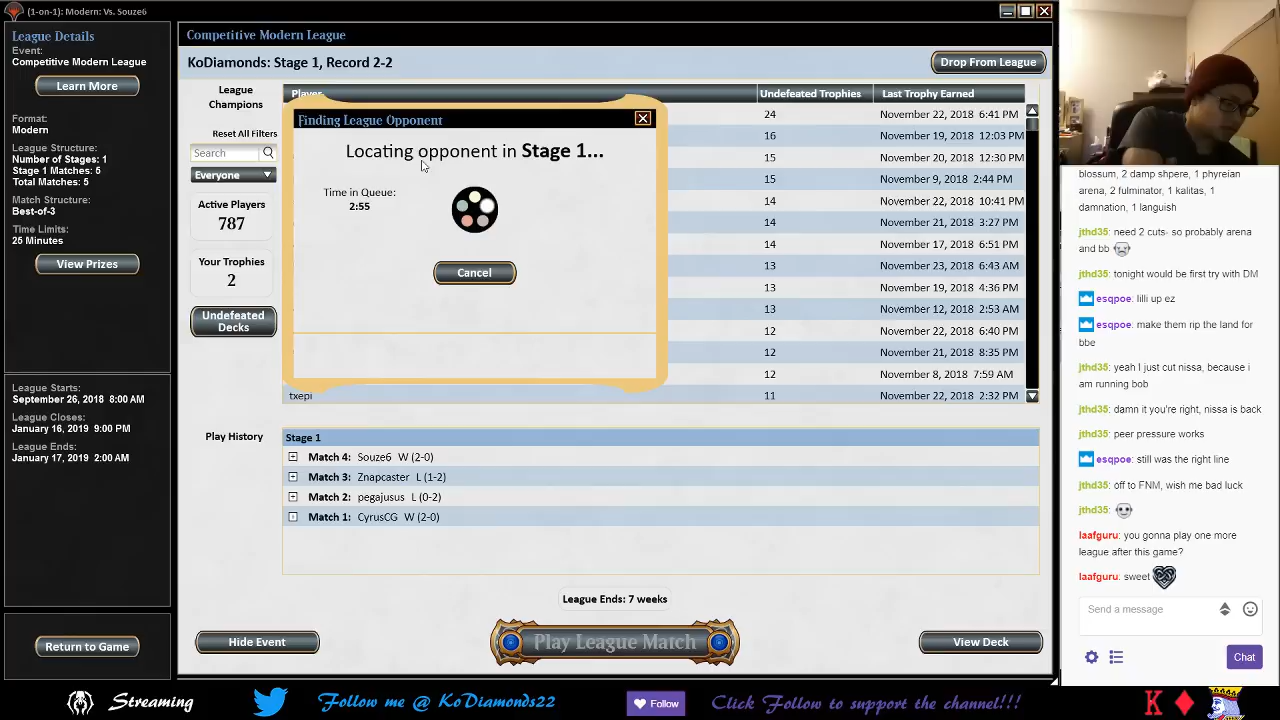 (1-on-1): Modern: Vs. Souze6
League Details
Event:
Competitive Modern League
Learn More
Format:
Modern
League Structure:
Number of Stages: 1
Stage 1 Matches: 5
Total Matches: 5
Match Structure:
Best-of-3
Time Limits:
25 Minutes
View Prizes
League Starts:
September 26, 2018 8:00 AM
League Closes:
January 16, 2019 9:00 PM
League Ends:
January 17, 2019 2:00 AM
Return to Game
Competitive Modern League
KoDiamonds: Stage 1, Record 2-2
Drop From League
League
Champions
Reset All Filters
Search
Everyone
Active Players
787
Your Trophies
2
Undefeated
Decks
Player
Undefeated Trophies
Last Trophy Earned
24 November 22, 2018 6:41 PM
16 November 19, 2018 12:03 PM
15 November 20, 2018 12:30 PM
15 November 9, 2018 2:44 PM
14 November 22, 2018 10:41 PM
14 November 21, 2018 3:27 PM
14 November 17, 2018 6:51 PM
13 November 23, 2018 6:43 AM
13 November 19, 2018 4:36 PM
13 November 12, 2018 2:53 AM
12 November 22, 2018 6:40 PM
12 November 21, 2018 8:35 PM
12 November 8, 2018 7:59 AM
txepi 11 November 22, 2018 2:32 PM
Finding League Opponent
Locating opponent in Stage 1...
Time in Queue:
2:55
Cancel
Play History
Stage 1
Match 4: Souze6 W (2-0)
Match 3: Znapcaster L (1-2)
Match 2: pegajusus L (0-2)
Match 1: CyrusCG W (2-0)
League Ends: 7 weeks
Hide Event
Play League Match
View Deck
blossum, 2 damp shpere, 1 phyreian
arena, 2 fulminator, 1 kalitas, 1
damnation, 1 languish
jthd35: need 2 cuts- so probably arena
and bb
jthd35: tonight would be first try with DM
esqpoe: lilli up ez
esqpoe: make them rip the land for
bbe
jthd35: yeah I just cut nissa, because i
am running bob
jthd35: damn it you're right, nissa is back
jthd35: peer pressure works
esqpoe: still was the right line
jthd35: off to FNM, wish me bad luck
jthd35:
laafguru: you gonna play one more
league after this game?
laafguru: sweet
Send a message
Chat
Streaming
Follow me @ KoDiamonds22
Follow
Click Follow to support the channel!!!
K